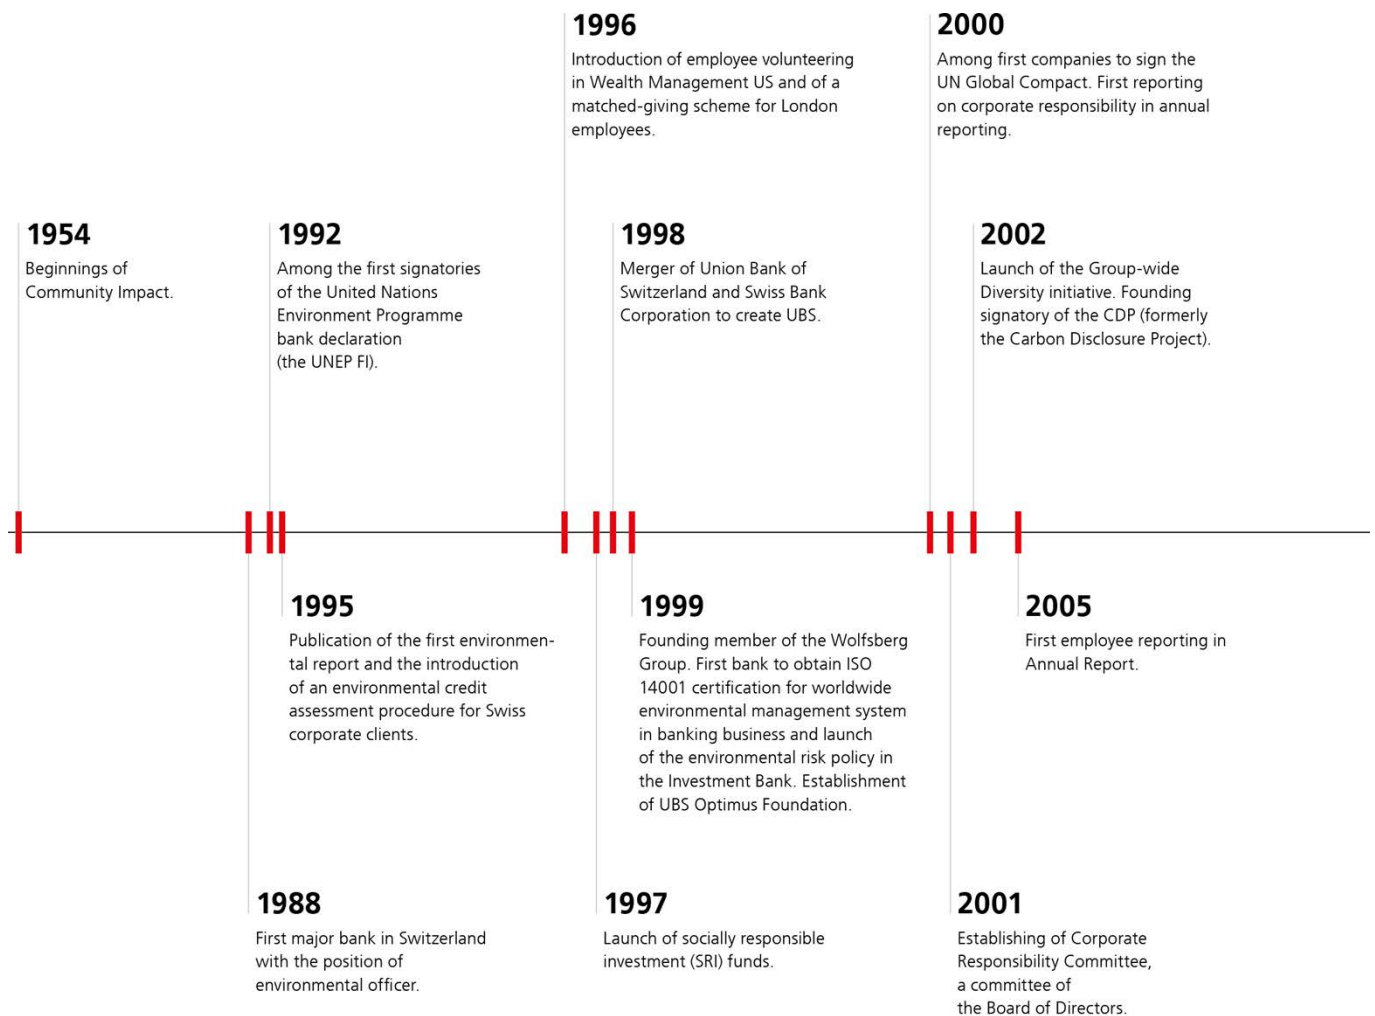 1996
Introduction of employee volunteering
in Wealth Management US and of a
matched-giving scheme for London
employees.
2000
Among first companies to sign the
UN Global Compact. First reporting
on corporate responsibility in annual
reporting.
1954
Beginnings of
Community Impact.
1992
Among the first signatories
of the United Nations
Environment Programme
bank declaration
(the UNEP FI).
1998
Merger of Union Bank of
Switzerland and Swiss Bank
Corporation to create UBS.
2002
Launch of the Group-wide
Diversity initiative. Founding
signatory of the CDP (formerly
the Carbon Disclosure Project).
1995
Publication of the first environmen-
tal report and the introduction
of an environmental credit
assessment procedure for Swiss
corporate clients.
1999
Founding member of the Wolfsberg
Group. First bank to obtain ISO
14001 certification for worldwide
environmental management system
in banking business and launch
of the environmental risk policy in
the Investment Bank. Establishment
of UBS Optimus Foundation.
2005
First employee reporting in
Annual Report.
1988
First major bank in Switzerland
with the position of
environmental officer.
1997
Launch of socially responsible
investment (SRI) funds.
2001
Establishing of Corporate
Responsibility Committee,
a committee of
the Board of Directors.